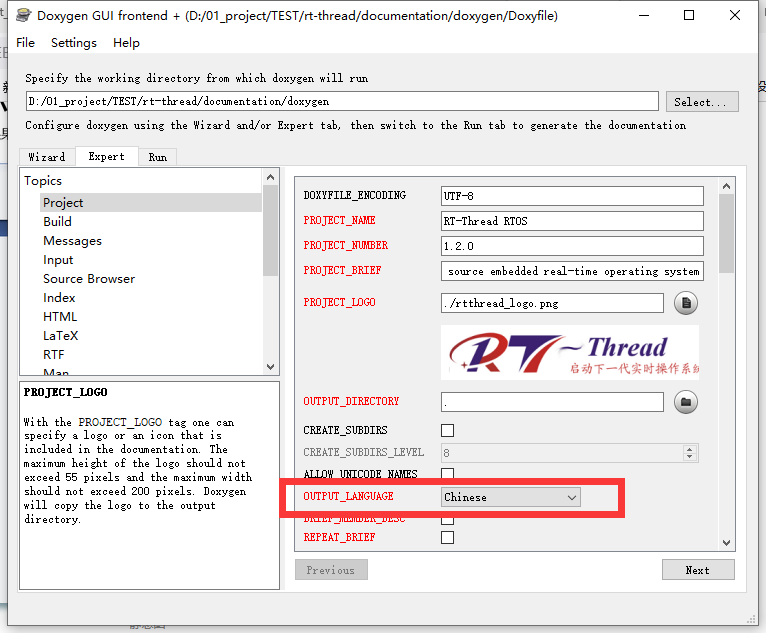 Doxygen GUI frontend + (D:/01_project/TEST/rt-thread/documentation/doxygen/Doxyfile)
File Settings Help
Specify the working directory from which doxygen will run
D:/01_project/TEST/rt-thread/documentation/doxygen
Select...
Configure doxygen using the Wizard and/or Expert tab, then switch to the Run tab to generate the documentation
Wizard Expert Run
Topics
Project
Build
Messages
Input
Source Browser
Index
HTML
LaTeX
RTF
Man
PROJECT_LOGO
With the PROJECT_LOGO tag one can
specify a logo or an icon that is
included in the documentation. The
maximum height of the logo should not
exceed 55 pixels and the maximum width
should not exceed 200 pixels. Doxygen
will copy the logo to the output
directory.
DOXYFILE_ENCODING UTF-8
PROJECT_NAME RT-Thread RTOS
PROJECT_NUMBER 1.2.0
PROJECT_BRIEF source embedded real-time operating system
PROJECT_LOGO ./rtthread_logo.png
RT~Thread
启动下一代实时操作系统
OUTPUT_DIRECTORY .
CREATE_SUBDIRS
CREATE_SUBDIRS_LEVEL 8
ALLOW_UNICODE_NAMES
OUTPUT_LANGUAGE Chinese
BRIEF_MEMBER_DESC
REPEAT_BRIEF
Previous Next